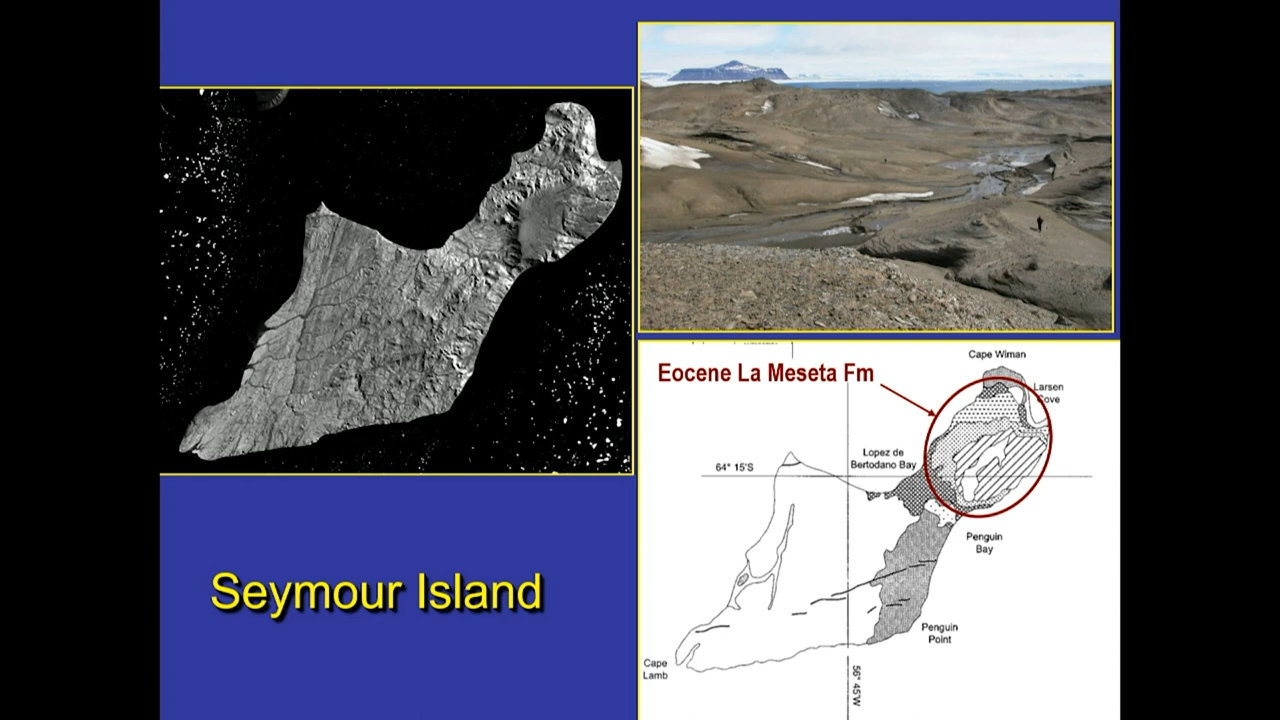 Seymour Island
Eocene La Meseta Fm
Cape Wiman
Larsen
Cove
Lopez de
Bertodano Bay
64° 15'S
Penguin
Bay
Penguin
Point
Cape
Lamb
56° 45'W